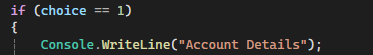 if (choice == 1)
{
    Console.WriteLine("Account Details");